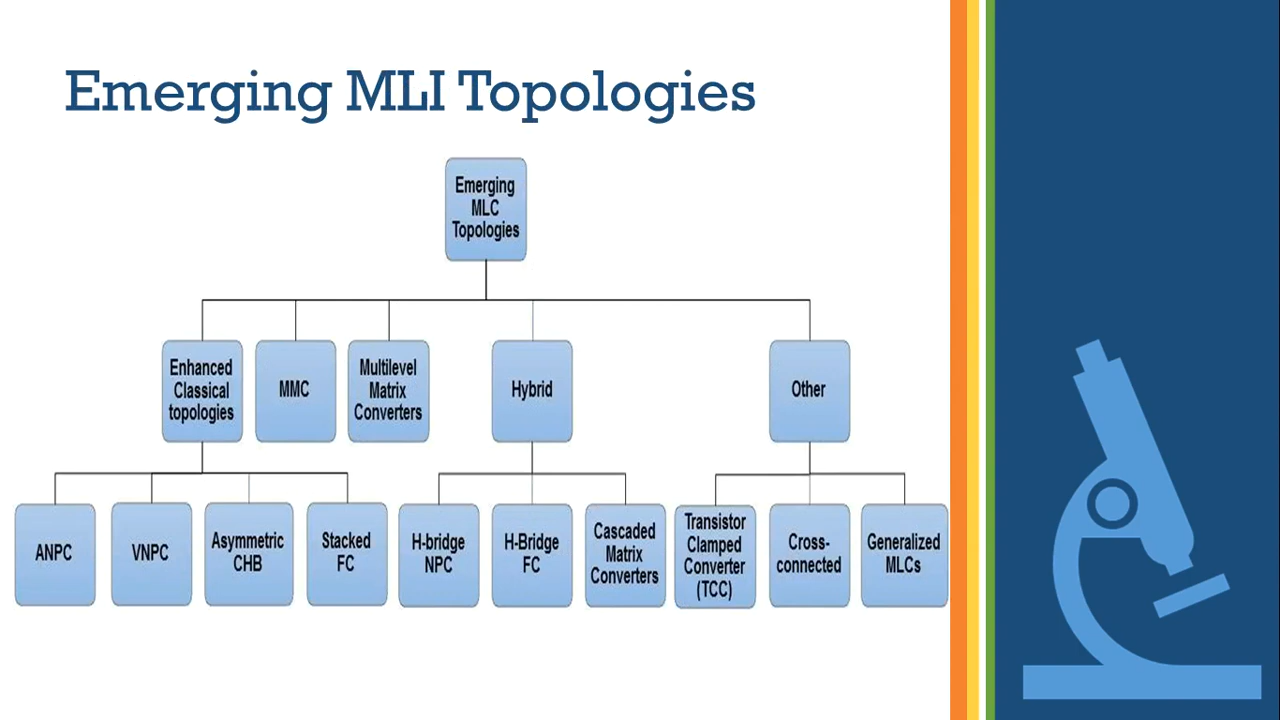 Emerging MLI Topologies
Emerging
MLC
Topologies
Enhanced
Classical
topologies
MMC
Multilevel
Matrix
Converters
Hybrid
Other
ANPC
VNPC
Asymmetric
CHB
Stacked
FC
H-bridge
NPC
H-Bridge
FC
Cascaded
Matrix
Converters
Transistor
Clamped
Converter
(TCC)
Cross-
connected
Generalized
MLCs